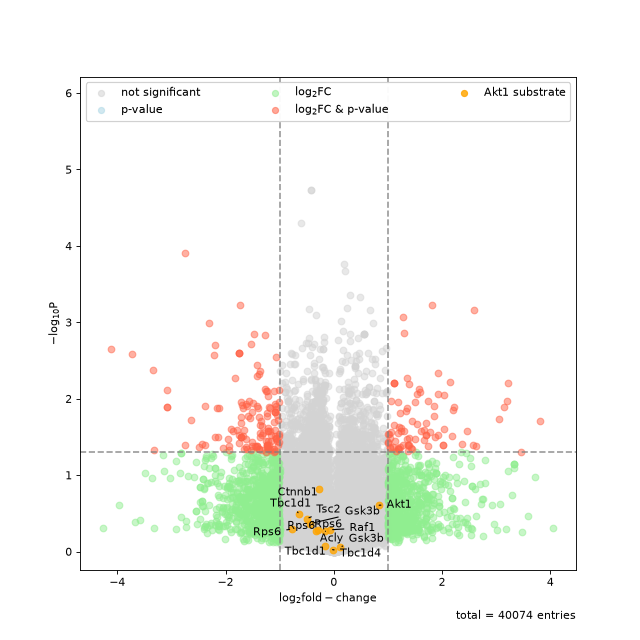 not significant
p-value
log₂FC
log₂FC & p-value
Akt1 substrate
6
5
4
3
2
1
0
−log₁₀P
Ctnnb1
Tbc1d1
Tsc2
Gsk3b
Akt1
Rps6
Rps6
Rps6
Raf1
Acly
Gsk3b
Tbc1d1
Tbc1d4
−4
−2
0
2
4
log₂fold − change
total = 40074 entries